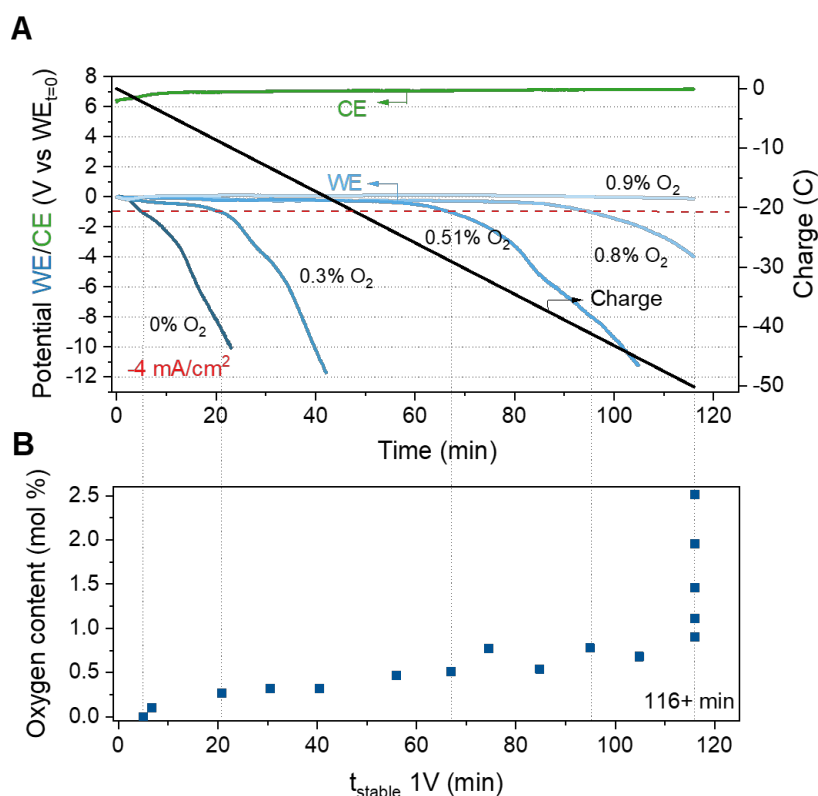 A
Potential WE/CE (V vs WE_{t=0})
8
6
4
2
0
-2
-4
-6
-8
-10
-12
CE
WE
0.9% O₂
0.51% O₂
0.8% O₂
0.3% O₂
Charge
0% O₂
-4 mA/cm²
0
-10
-20
-30
-40
-50
Charge (C)
0 20 40 60 80 100 120
Time (min)
B
Oxygen content (mol %)
2.5
2.0
1.5
1.0
0.5
0.0
116+ min
0 20 40 60 80 100 120
t_{stable} 1V (min)